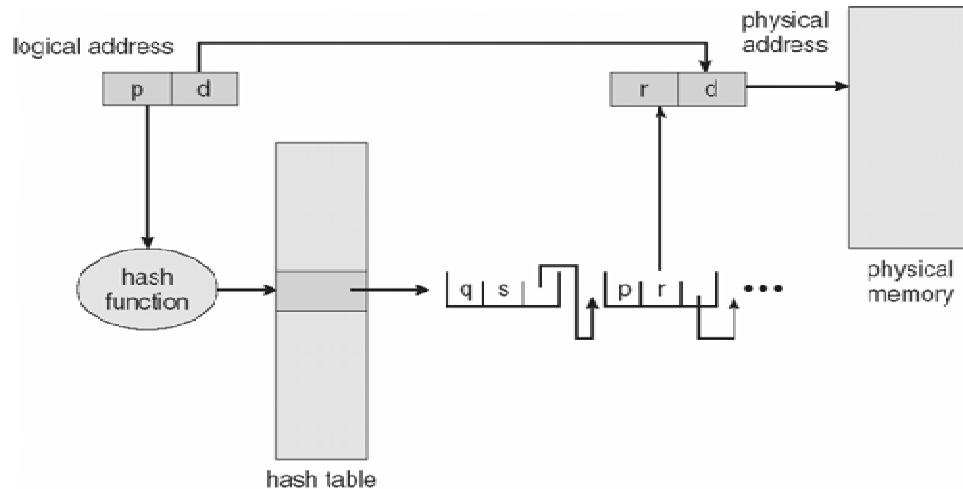 logical address
physical
address
p d
r d
hash
function
q s
p r
physical
memory
hash table